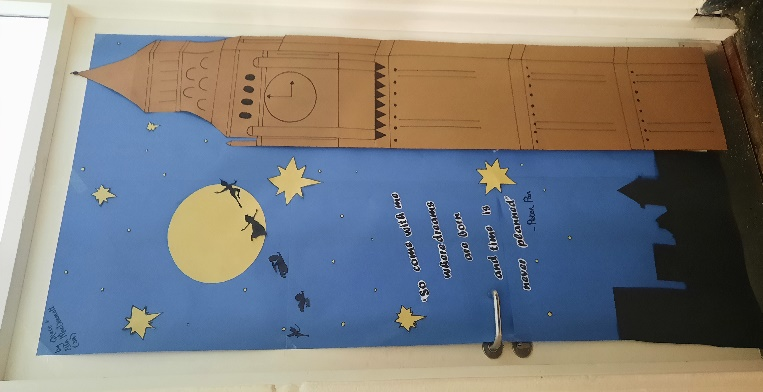 "So come with me
where dreams
are born
and time is
never planned"
-Peter Pan